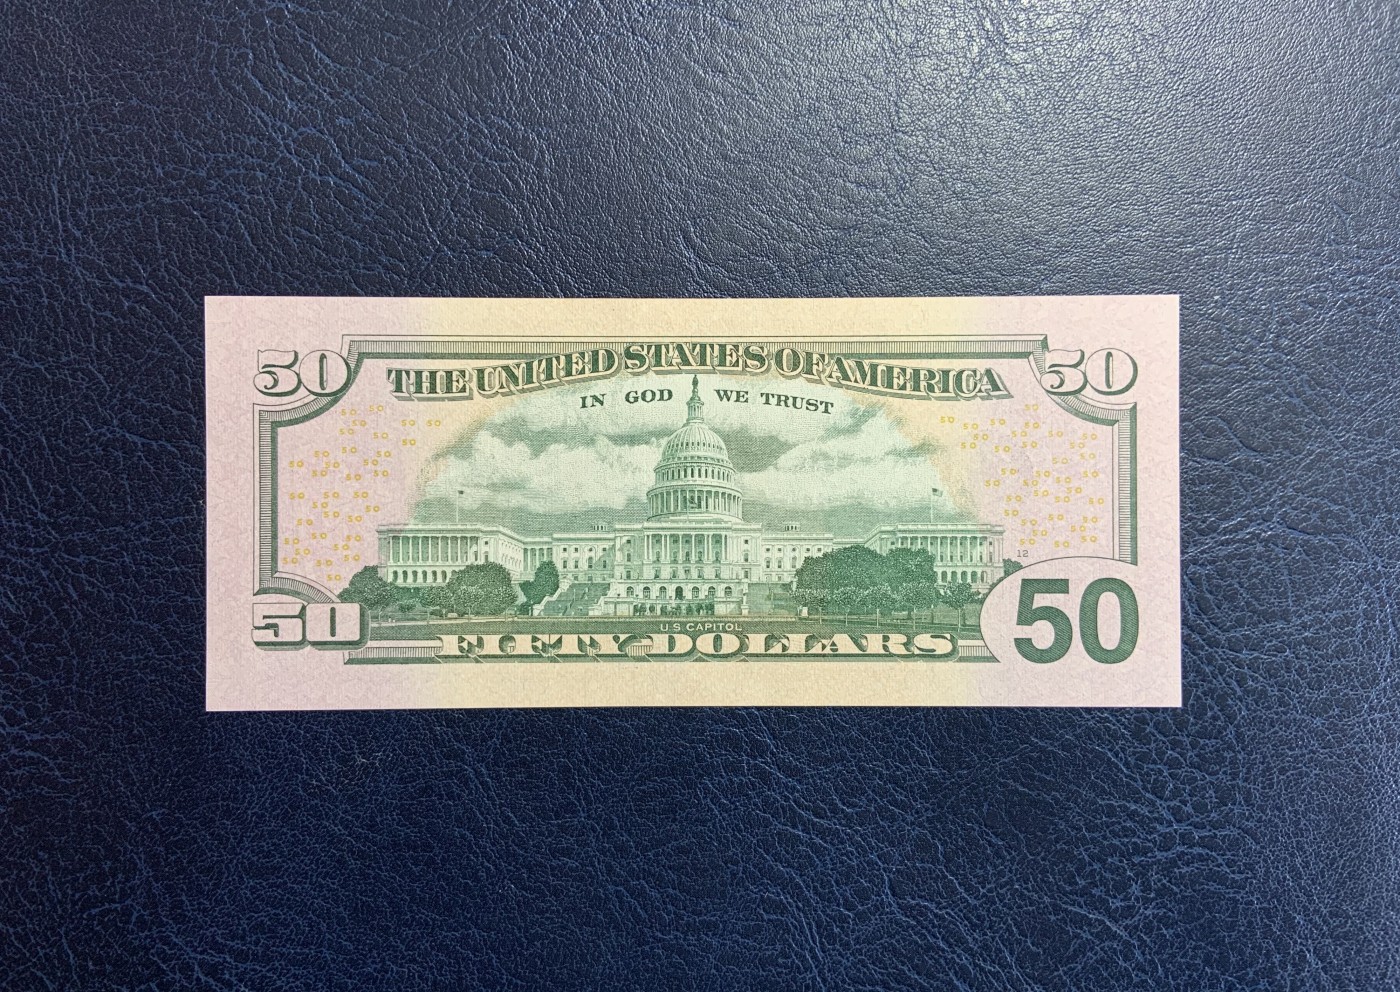 50 THE UNITED STATES OF AMERICA 50
IN GOD WE TRUST
12
U.S. CAPITOL
50 FIFTY DOLLARS 50